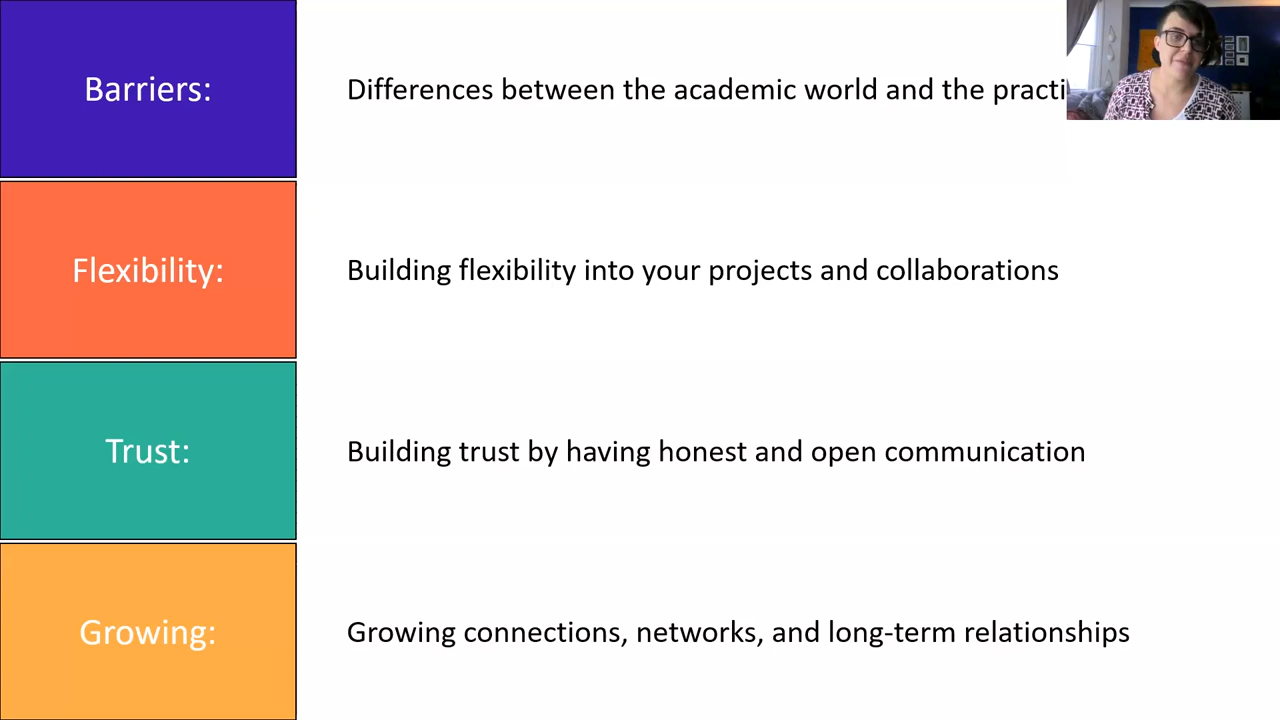 Barriers:
Differences between the academic world and the
Flexibility:
Building flexibility into your projects and collaborations
Trust:
Building trust by having honest and open communication
Growing:
Growing connections, networks, and long-term relationships